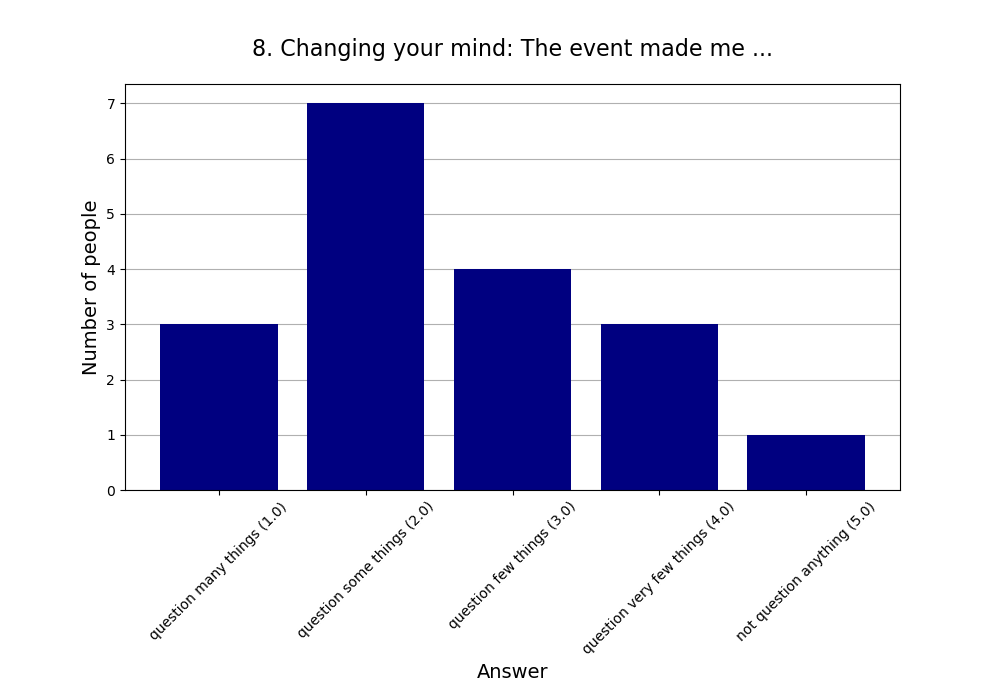 8. Changing your mind: The event made me ...
Number of people
7
6
5
4
3
2
1
0
question many things (1.0)
question some things (2.0)
question few things (3.0)
question very few things (4.0)
not question anything (5.0)
Answer